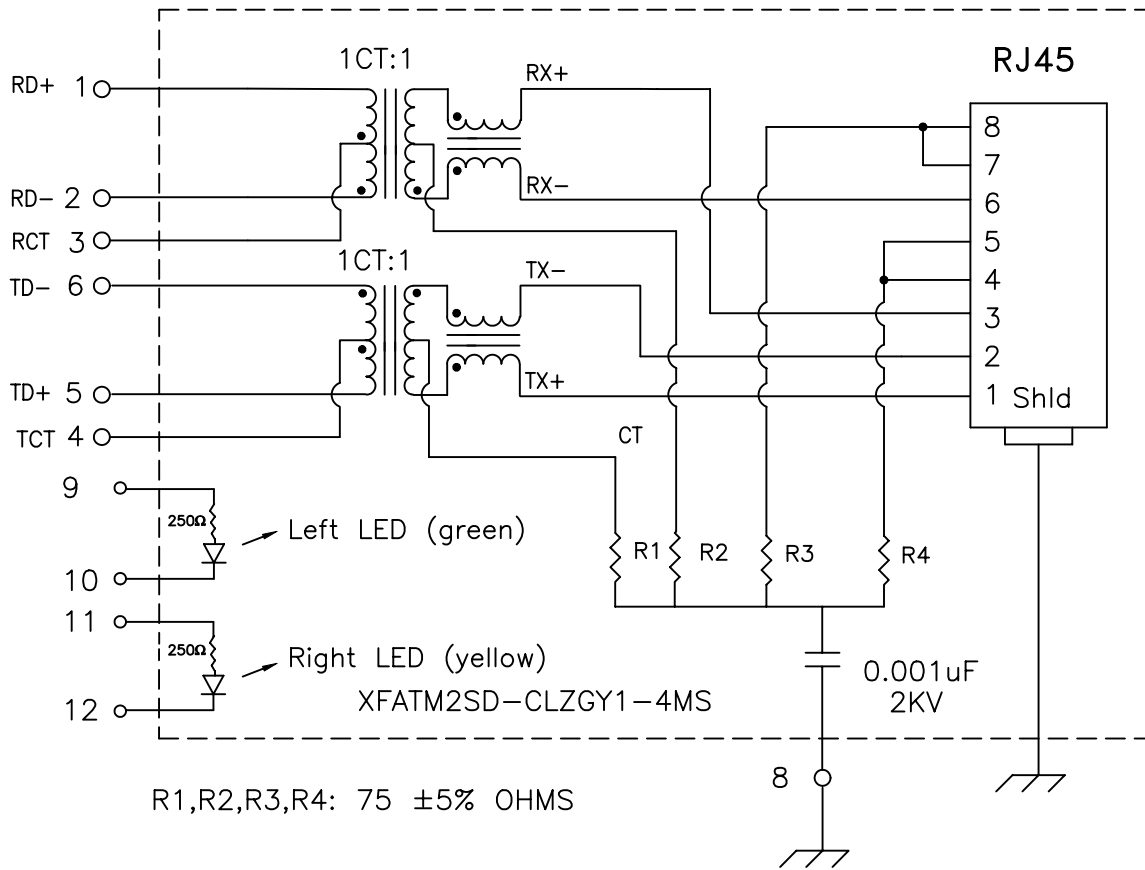 RJ45
1CT:1
RD+ 1
RX+
8
7
RD- 2
RX-
6
RCT 3
5
1CT:1
TX-
TD- 6
4
3
2
TD+ 5
TX+
1 Shld
TCT 4
CT
9
250Ω
Left LED (green)
10
R1
R2
R3
R4
11
250Ω
Right LED (yellow)
12
XFATM2SD-CLZGY1-4MS
0.001uF
2KV
8
R1,R2,R3,R4: 75 ±5% OHMS